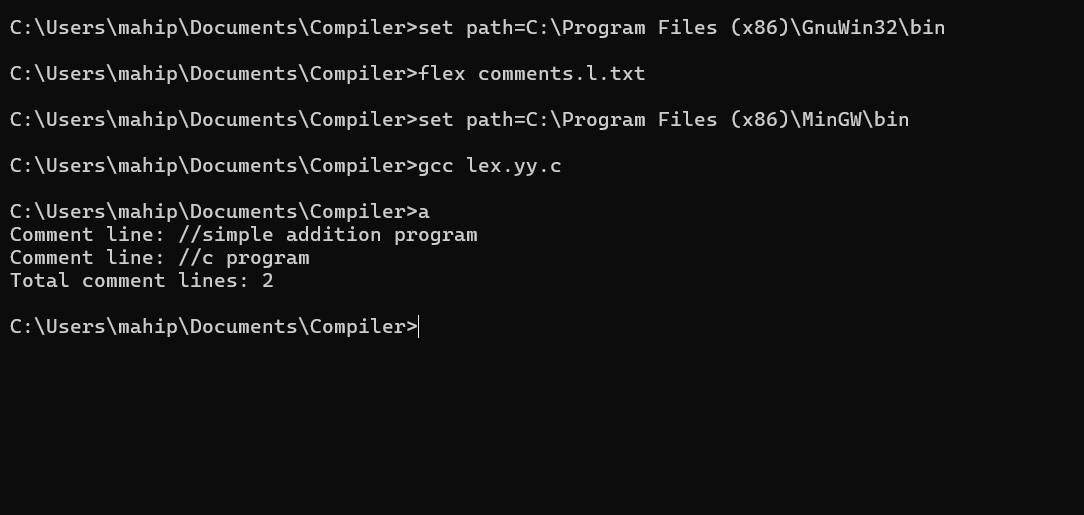 C:\Users\mahip\Documents\Compiler>set path=C:\Program Files (x86)\GnuWin32\bin
C:\Users\mahip\Documents\Compiler>flex comments.l.txt
C:\Users\mahip\Documents\Compiler>set path=C:\Program Files (x86)\MinGW\bin
C:\Users\mahip\Documents\Compiler>gcc lex.yy.c
C:\Users\mahip\Documents\Compiler>a
Comment line: //simple addition program
Comment line: //c program
Total comment lines: 2
C:\Users\mahip\Documents\Compiler>